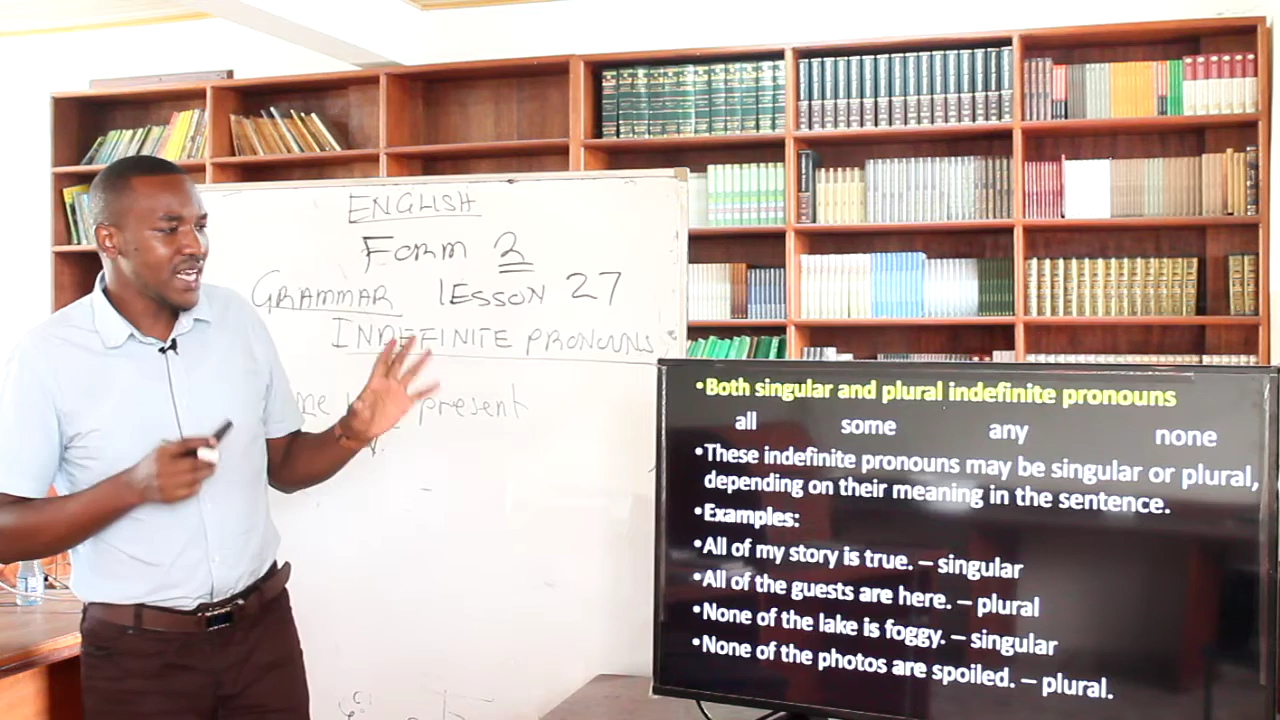 ENGLISH
Form 2
GRAMMAR LESSON 27
INDEFINITE PRONOUNS
present
•Both singular and plural indefinite pronouns
all some any none
•These indefinite pronouns may be singular or plural,
depending on their meaning in the sentence.
•Examples:
•All of my story is true. – singular
•All of the guests are here. – plural
•None of the lake is foggy. – singular
•None of the photos are spoiled. – plural.